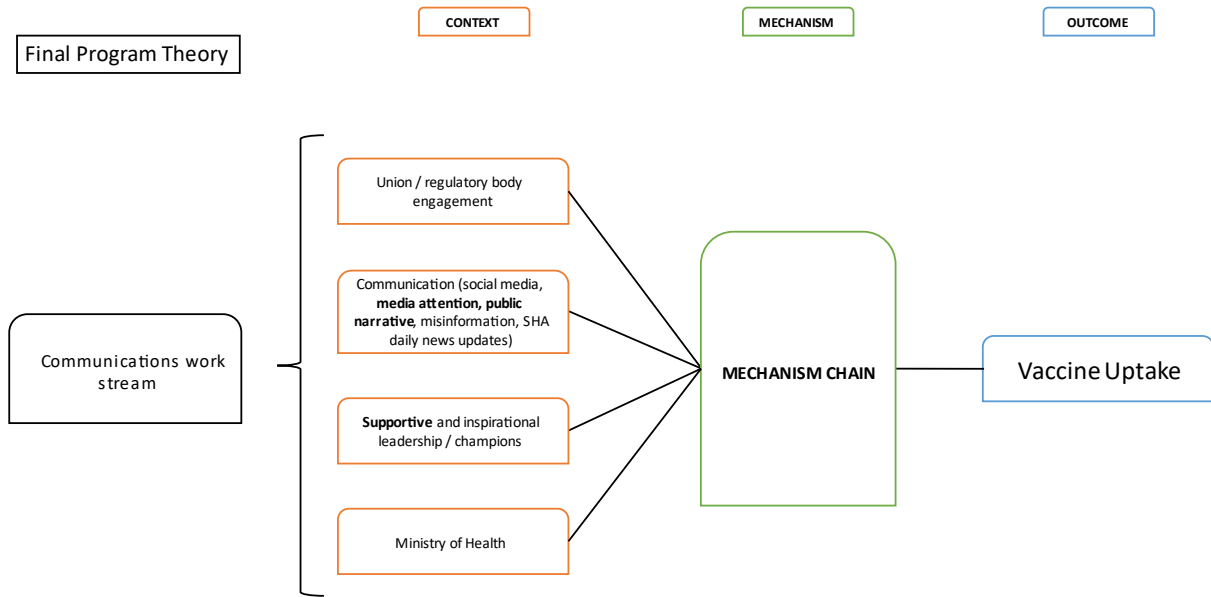 CONTEXT
MECHANISM
OUTCOME
Final Program Theory
Union / regulatory body
engagement
Communication (social media,
media attention, public
narrative, misinformation, SHA
daily news updates)
Communications work
stream
MECHANISM CHAIN
Vaccine Uptake
Supportive and inspirational
leadership / champions
Ministry of Health